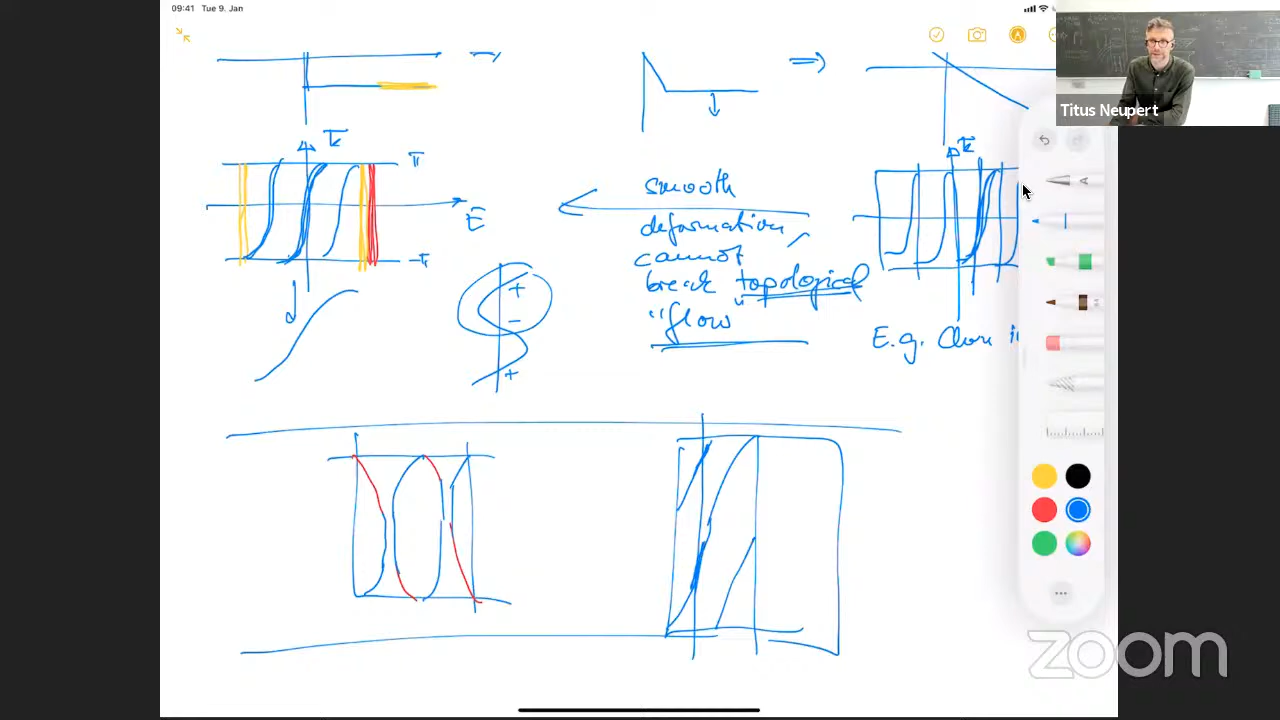 09:41 Tue 9. Jan
Titus Neupert
k
π
-π
E
smooth
deformation,
cannot
break topological
"flow"
k
E.g. Chern
+
-
+
zoom